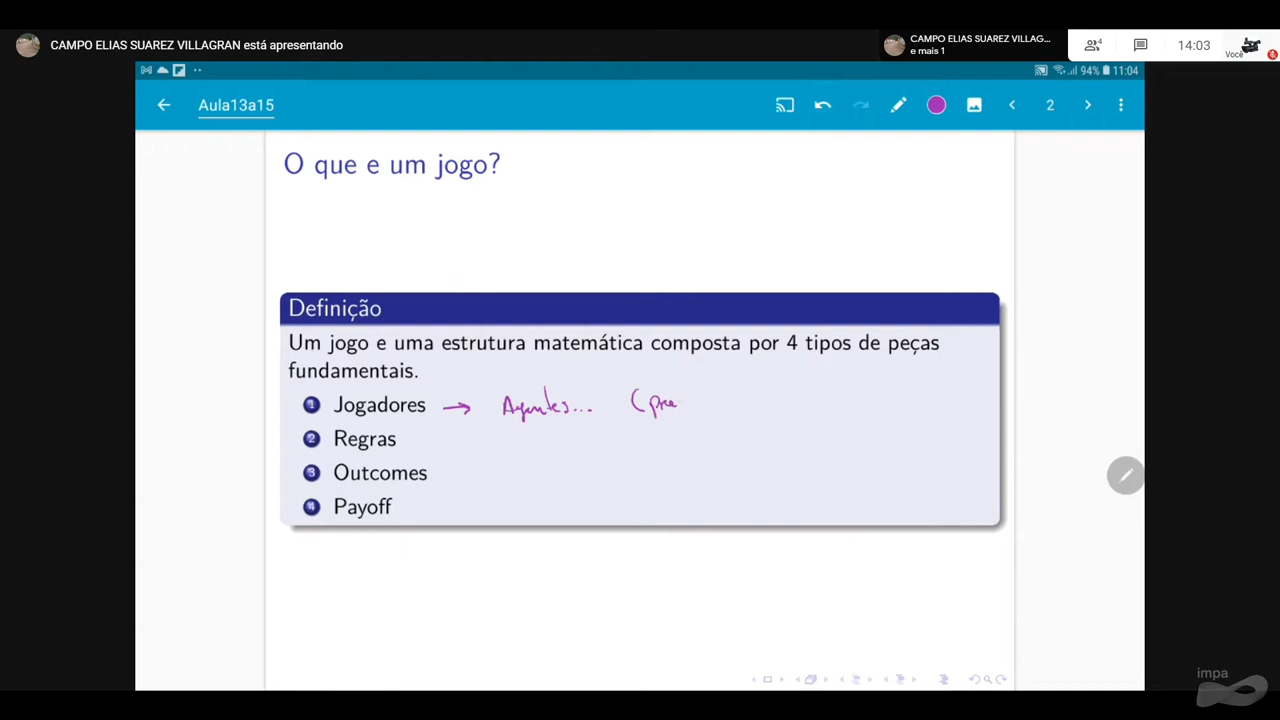 CAMPO ELIAS SUAREZ VILLAGRAN está apresentando
CAMPO ELIAS SUAREZ VILLAG...
e mais 1
4
14:03
Você
94% 11:04
Aula13a15
2
O que e um jogo?
Definição
Um jogo e uma estrutura matemática composta por 4 tipos de peças
fundamentais.
1 Jogadores → Agentes... (pre
2 Regras
3 Outcomes
4 Payoff
impa